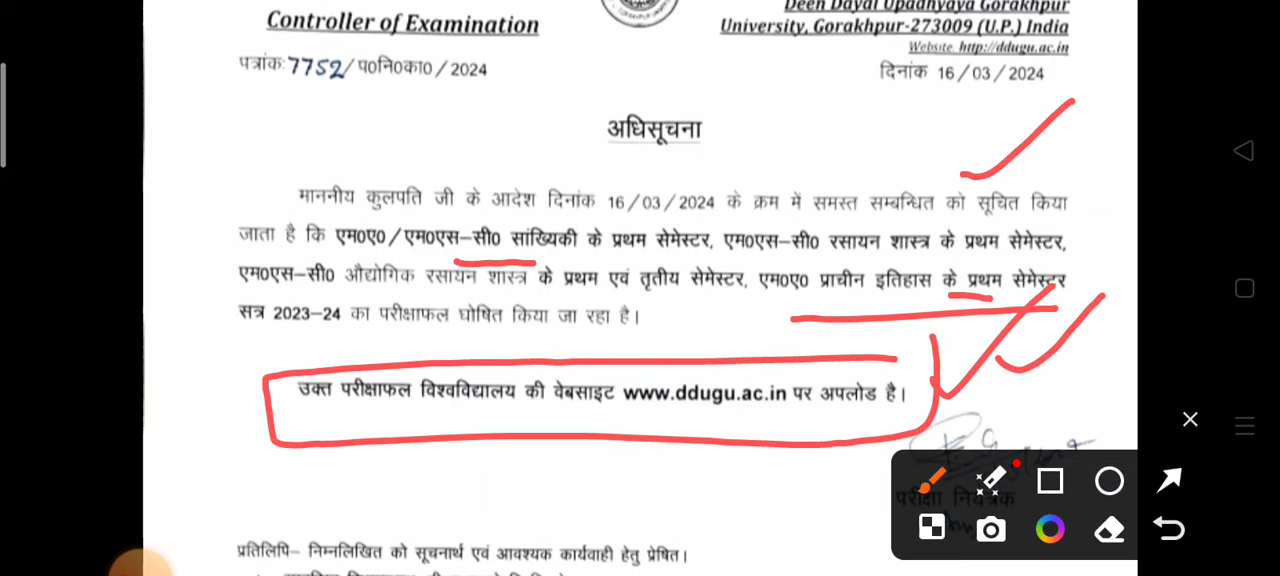 Deen Dayal Upadhyaya Gorakhpur
Controller of Examination
University, Gorakhpur-273009 (U.P.) India
Website http://ddugu.ac.in
पत्रांकः 7752/ प0नि0का0 / 2024
दिनांक 16/03/2024
अधिसूचना
माननीय कुलपति जी के आदेश दिनांक 16/03/2024 के क्रम में समस्त सम्बन्धित को सूचित किया
जाता है कि एम0ए0/एम0एस–सी0 सांख्यिकी के प्रथम सेमेस्टर, एम0एस–सी0 रसायन शास्त्र के प्रथम सेमेस्टर,
एम0एस–सी0 औद्योगिक रसायन शास्त्र के प्रथम एवं तृतीय सेमेस्टर, एम0ए0 प्राचीन इतिहास के प्रथम सेमेस्टर
सत्र 2023–24 का परीक्षाफल घोषित किया जा रहा है।
उक्त परीक्षाफल विश्वविद्यालय की वेबसाइट www.ddugu.ac.in पर अपलोड है।
परीक्षा नियंत्रक
प्रतिलिपि– निम्नलिखित को सूचनार्थ एवं आवश्यक कार्यवाही हेतु प्रेषित।